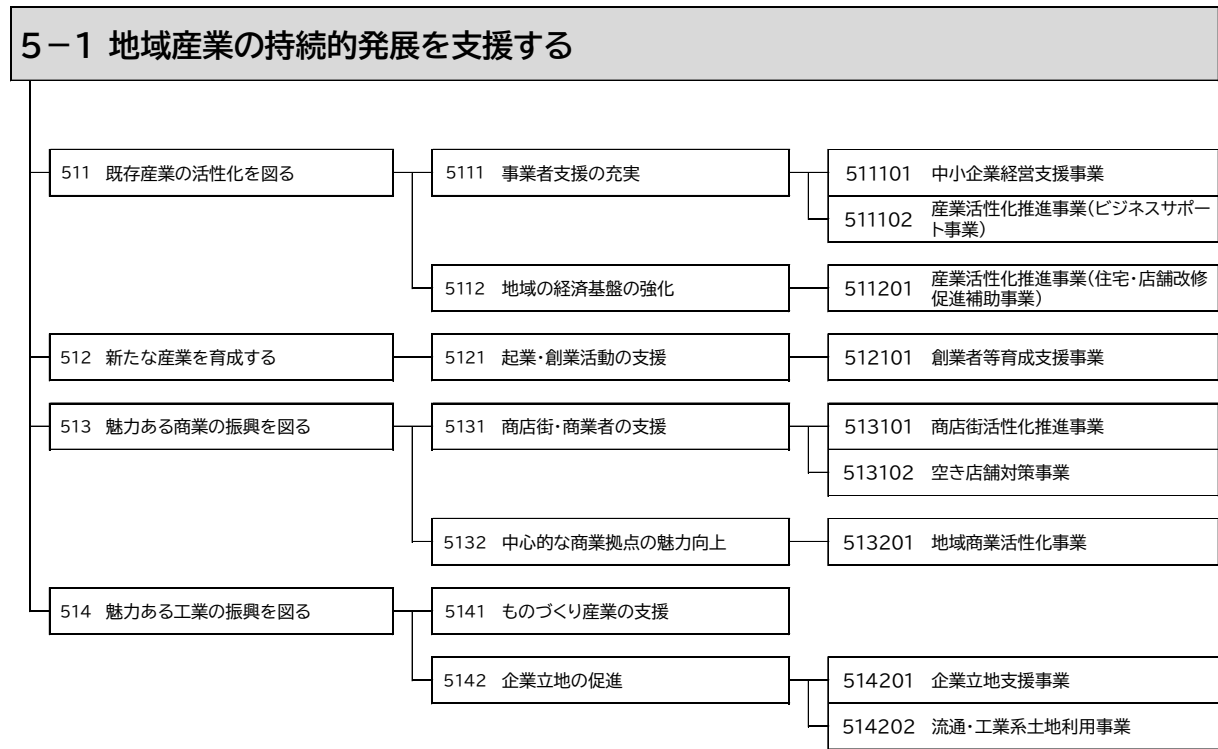 5−1 地域産業の持続的発展を支援する
511 既存産業の活性化を図る
5111 事業者支援の充実
511101 中小企業経営支援事業
511102 産業活性化推進事業(ビジネスサポー
ト事業)
5112 地域の経済基盤の強化
511201 産業活性化推進事業(住宅・店舗改修
促進補助事業)
512 新たな産業を育成する
5121 起業・創業活動の支援
512101 創業者等育成支援事業
513 魅力ある商業の振興を図る
5131 商店街・商業者の支援
513101 商店街活性化推進事業
513102 空き店舗対策事業
5132 中心的な商業拠点の魅力向上
513201 地域商業活性化事業
514 魅力ある工業の振興を図る
5141 ものづくり産業の支援
5142 企業立地の促進
514201 企業立地支援事業
514202 流通・工業系土地利用事業